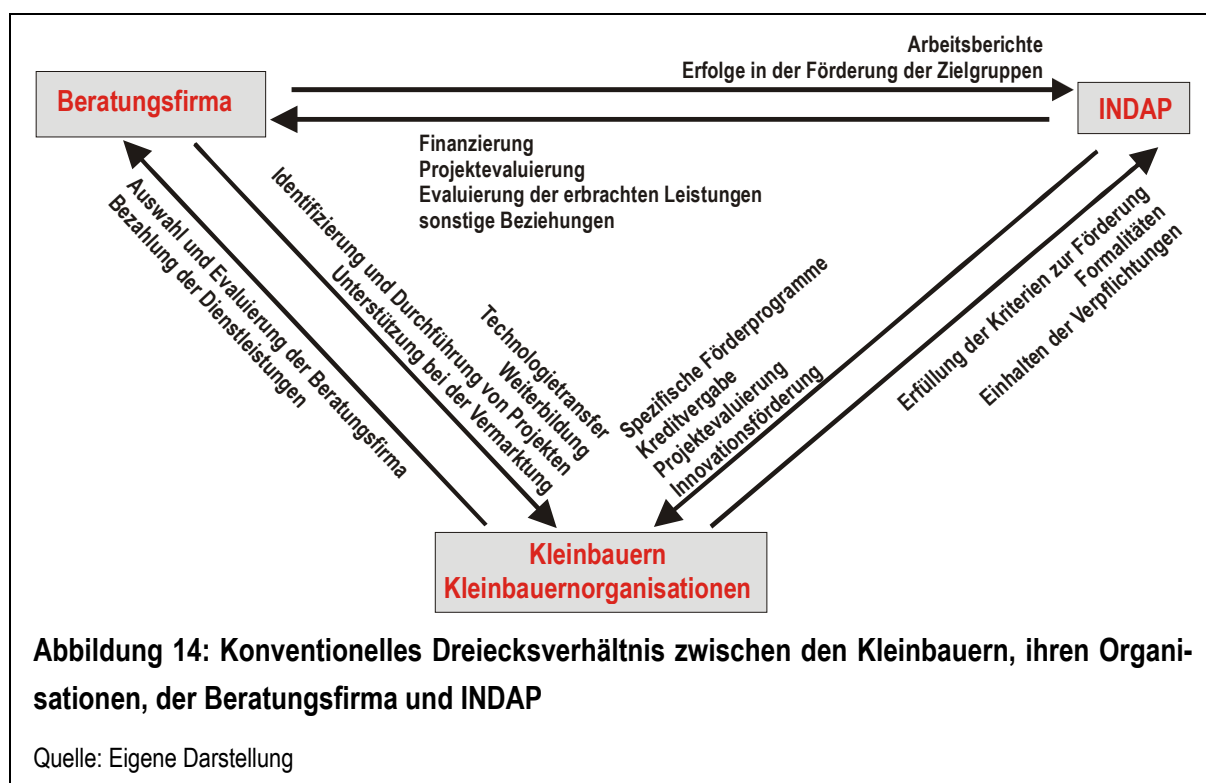 Arbeitsberichte
Erfolge in der Förderung der Zielgruppen
Beratungsfirma
INDAP
Finanzierung
Projektevaluierung
Evaluierung der erbrachten Leistungen
sonstige Beziehungen
Auswahl und Evaluierung der Beratungsfirma
Bezahlung der Dienstleistungen
Technologietransfer
Weiterbildung
Identifizierung und Durchführung von Projekten
Unterstützung bei der Vermarktung
Spezifische Förderprogramme
Kreditvergabe
Projektevaluierung
Innovationsförderung
Erfüllung der Kriterien zur Förderung
Formalitäten
Einhalten der Verpflichtungen
Kleinbauern
Kleinbauernorganisationen
Abbildung 14: Konventionelles Dreiecksverhältnis zwischen den Kleinbauern, ihren Organi-
sationen, der Beratungsfirma und INDAP
Quelle: Eigene Darstellung